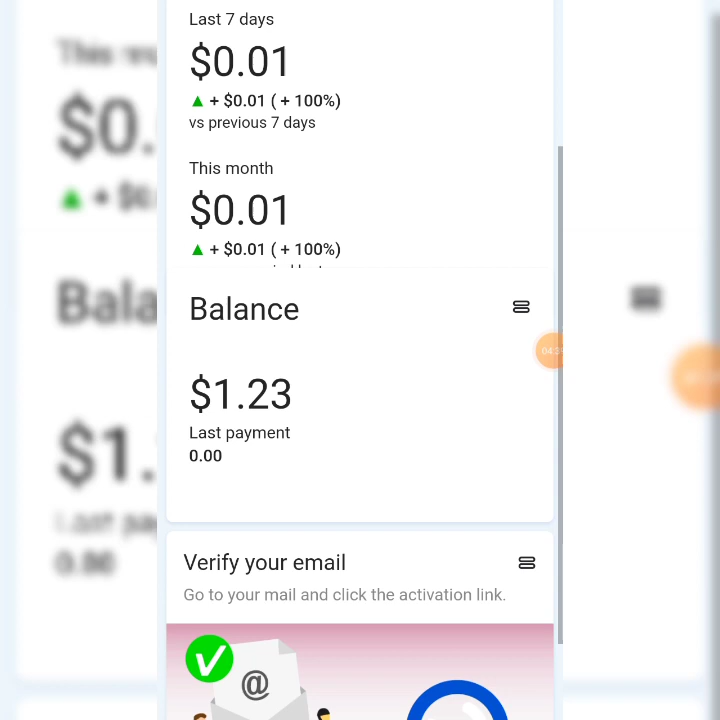 Last 7 days
$0.01
▲ + $0.01 ( + 100%)
vs previous 7 days
This month
$0.01
▲ + $0.01 ( + 100%)
Balance
$1.23
Last payment
0.00
Verify your email
Go to your mail and click the activation link.
@